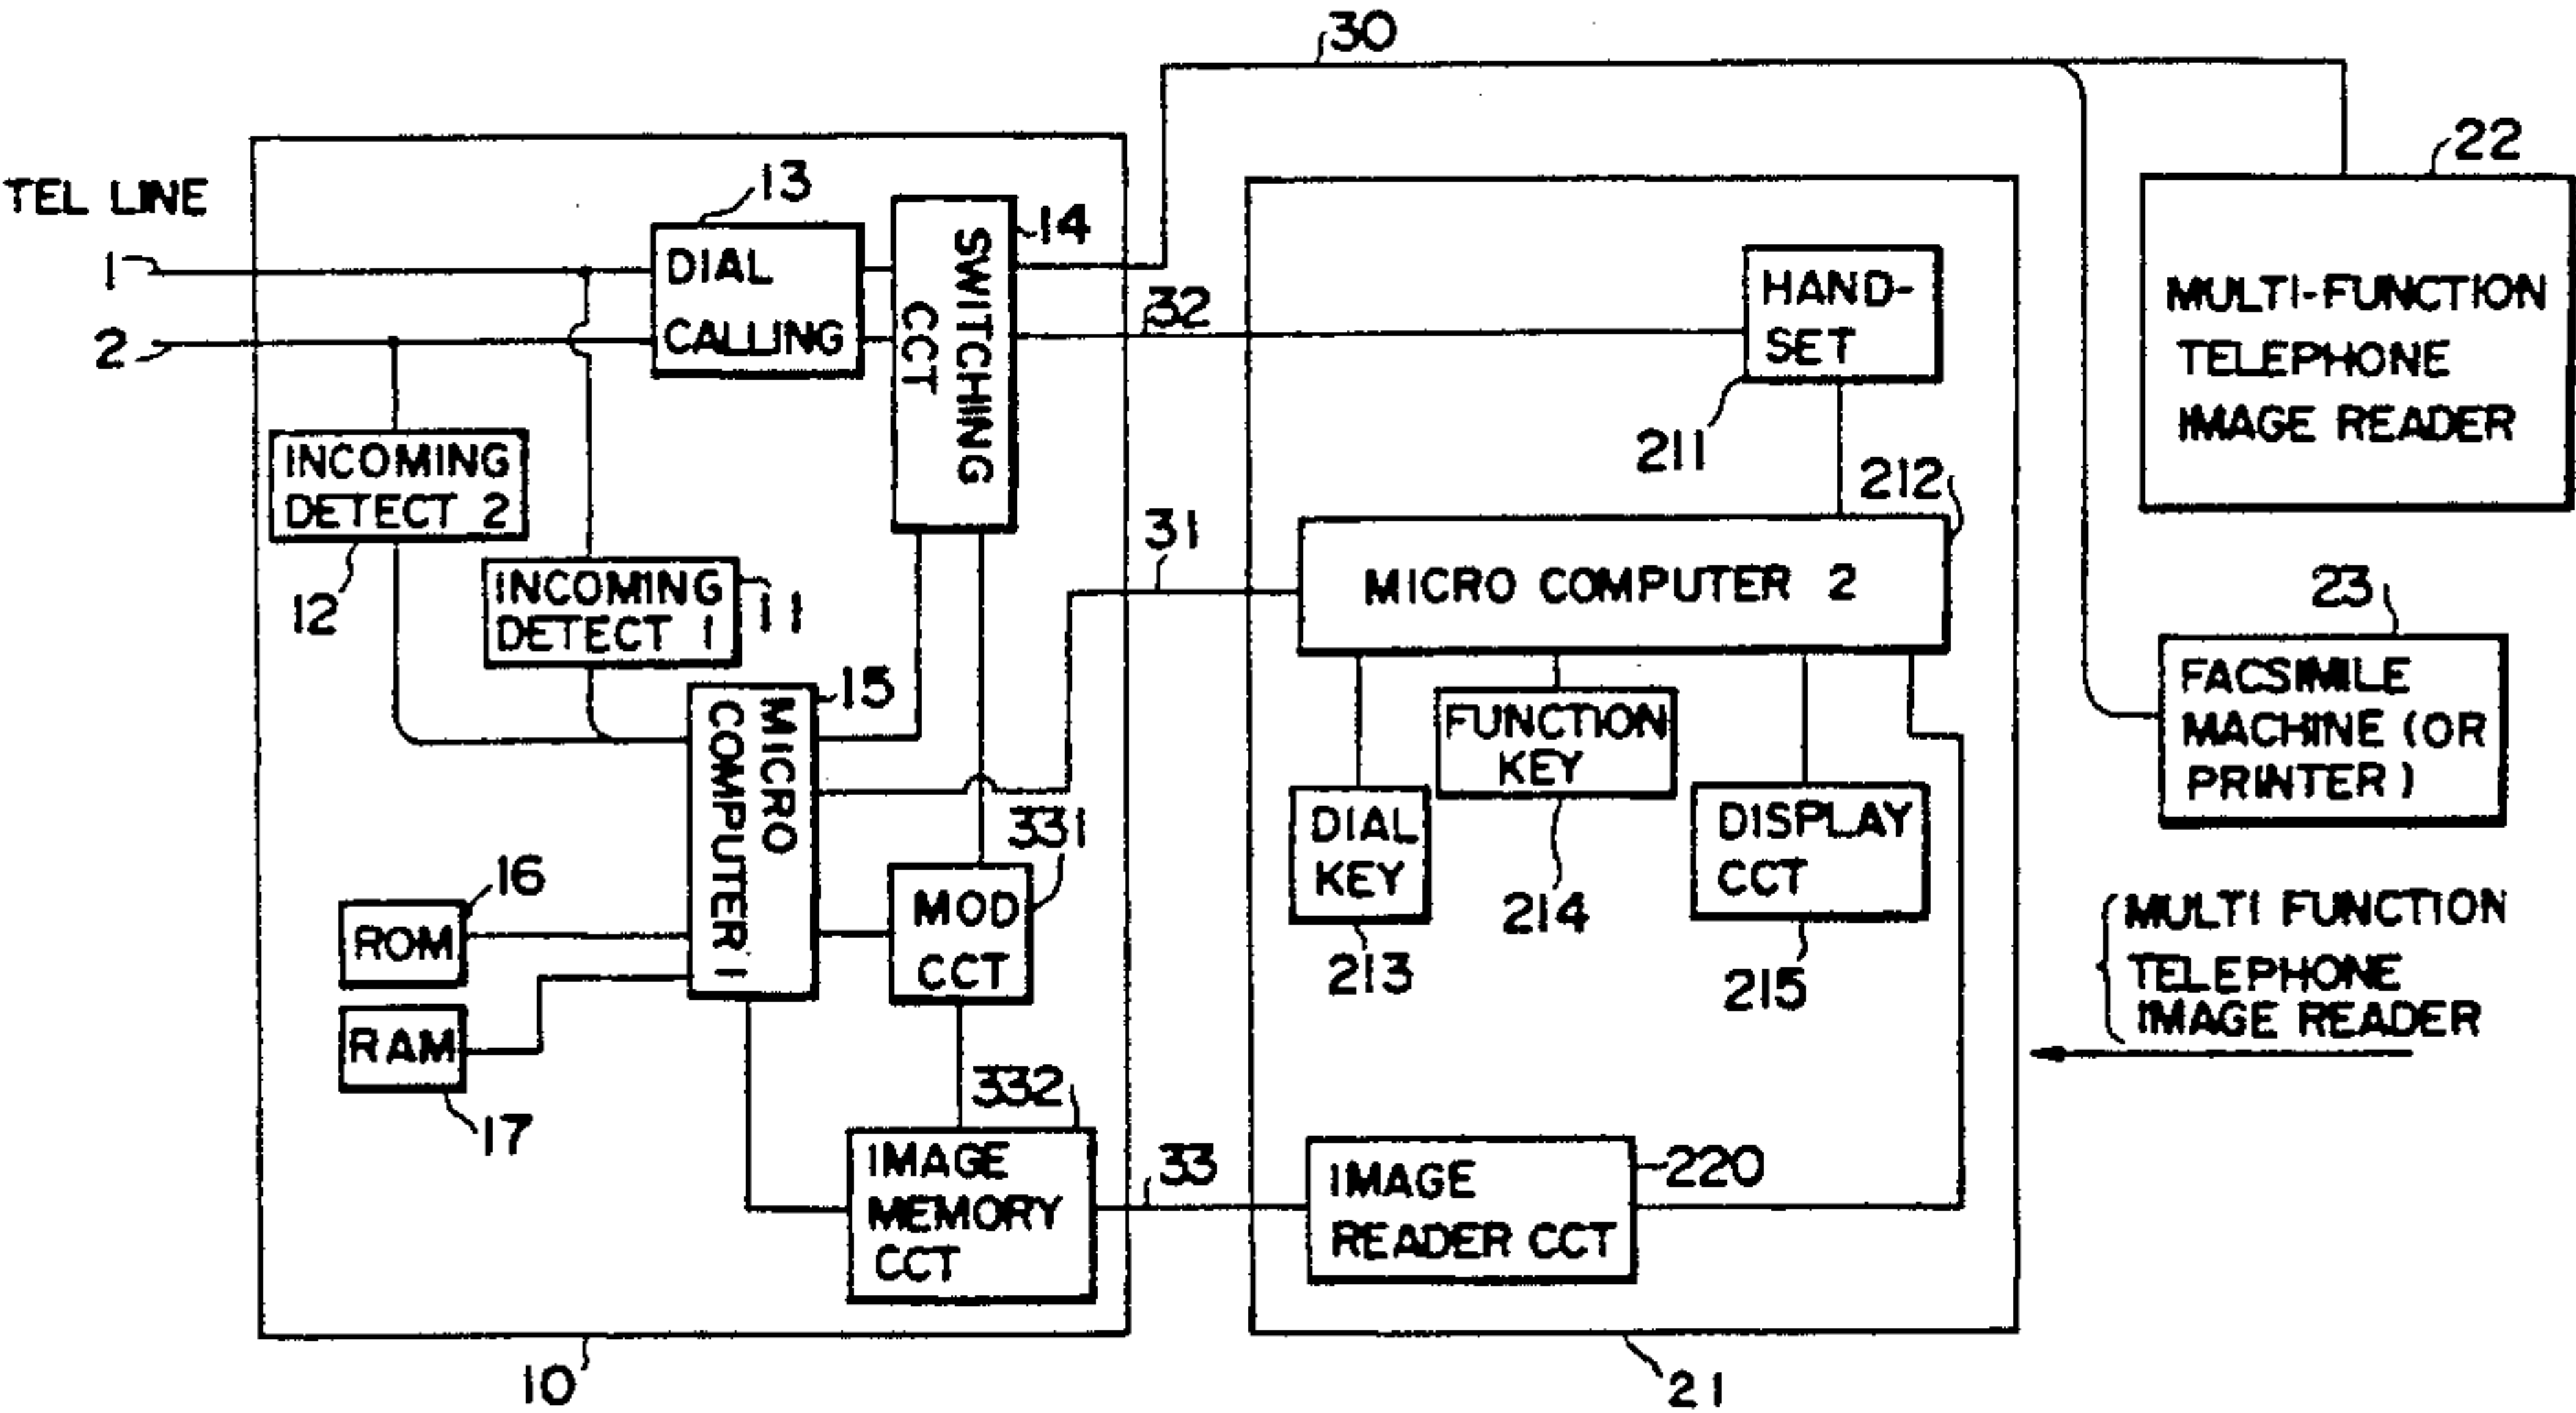 30
TEL LINE
1
2
13
DIAL
CALLING
14
SWITCHING
CCT
32
HAND-
SET
211
22
MULTI-FUNCTION
TELEPHONE
IMAGE READER
INCOMING
DETECT 2
12
INCOMING
DETECT 1
11
31
212
MICRO COMPUTER 2
23
FACSIMILE
MACHINE (OR
PRINTER)
15
MICRO
COMPUTER 1
FUNCTION
KEY
214
DIAL
KEY
213
DISPLAY
CCT
215
331
MOD
CCT
16
ROM
RAM
17
MULTI FUNCTION
TELEPHONE
IMAGE READER
332
IMAGE
MEMORY
CCT
33
IMAGE
READER CCT
220
10
21